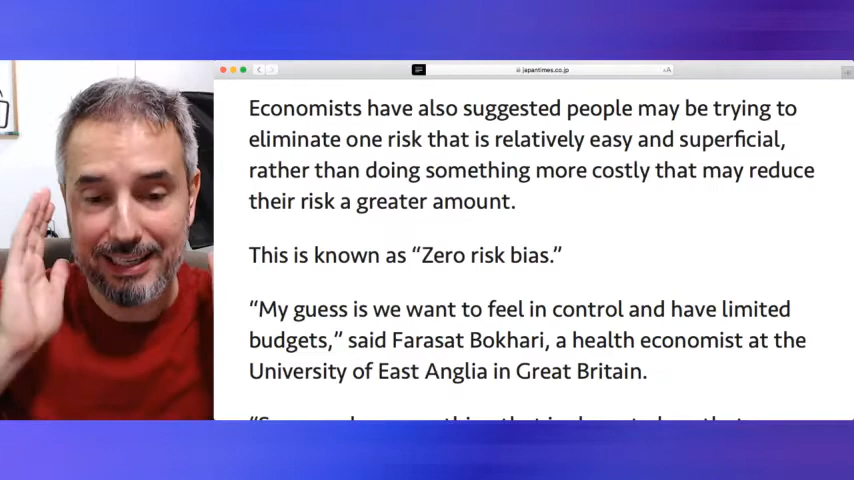 japantimes.co.jp
Economists have also suggested people may be trying to
eliminate one risk that is relatively easy and superficial,
rather than doing something more costly that may reduce
their risk a greater amount.
This is known as “Zero risk bias.”
“My guess is we want to feel in control and have limited
budgets,” said Farasat Bokhari, a health economist at the
University of East Anglia in Great Britain.